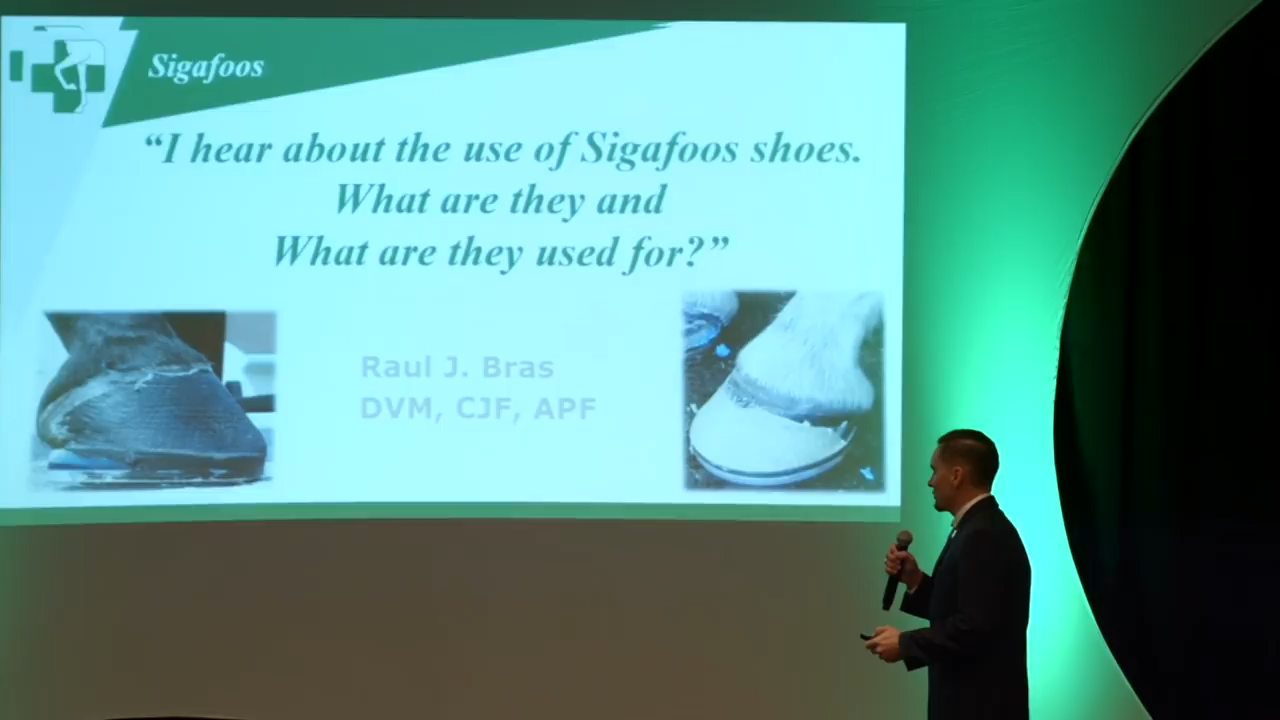 Sigafoos
“I hear about the use of Sigafoos shoes.
What are they and
What are they used for?”
Raul J. Bras
DVM, CJF, APF